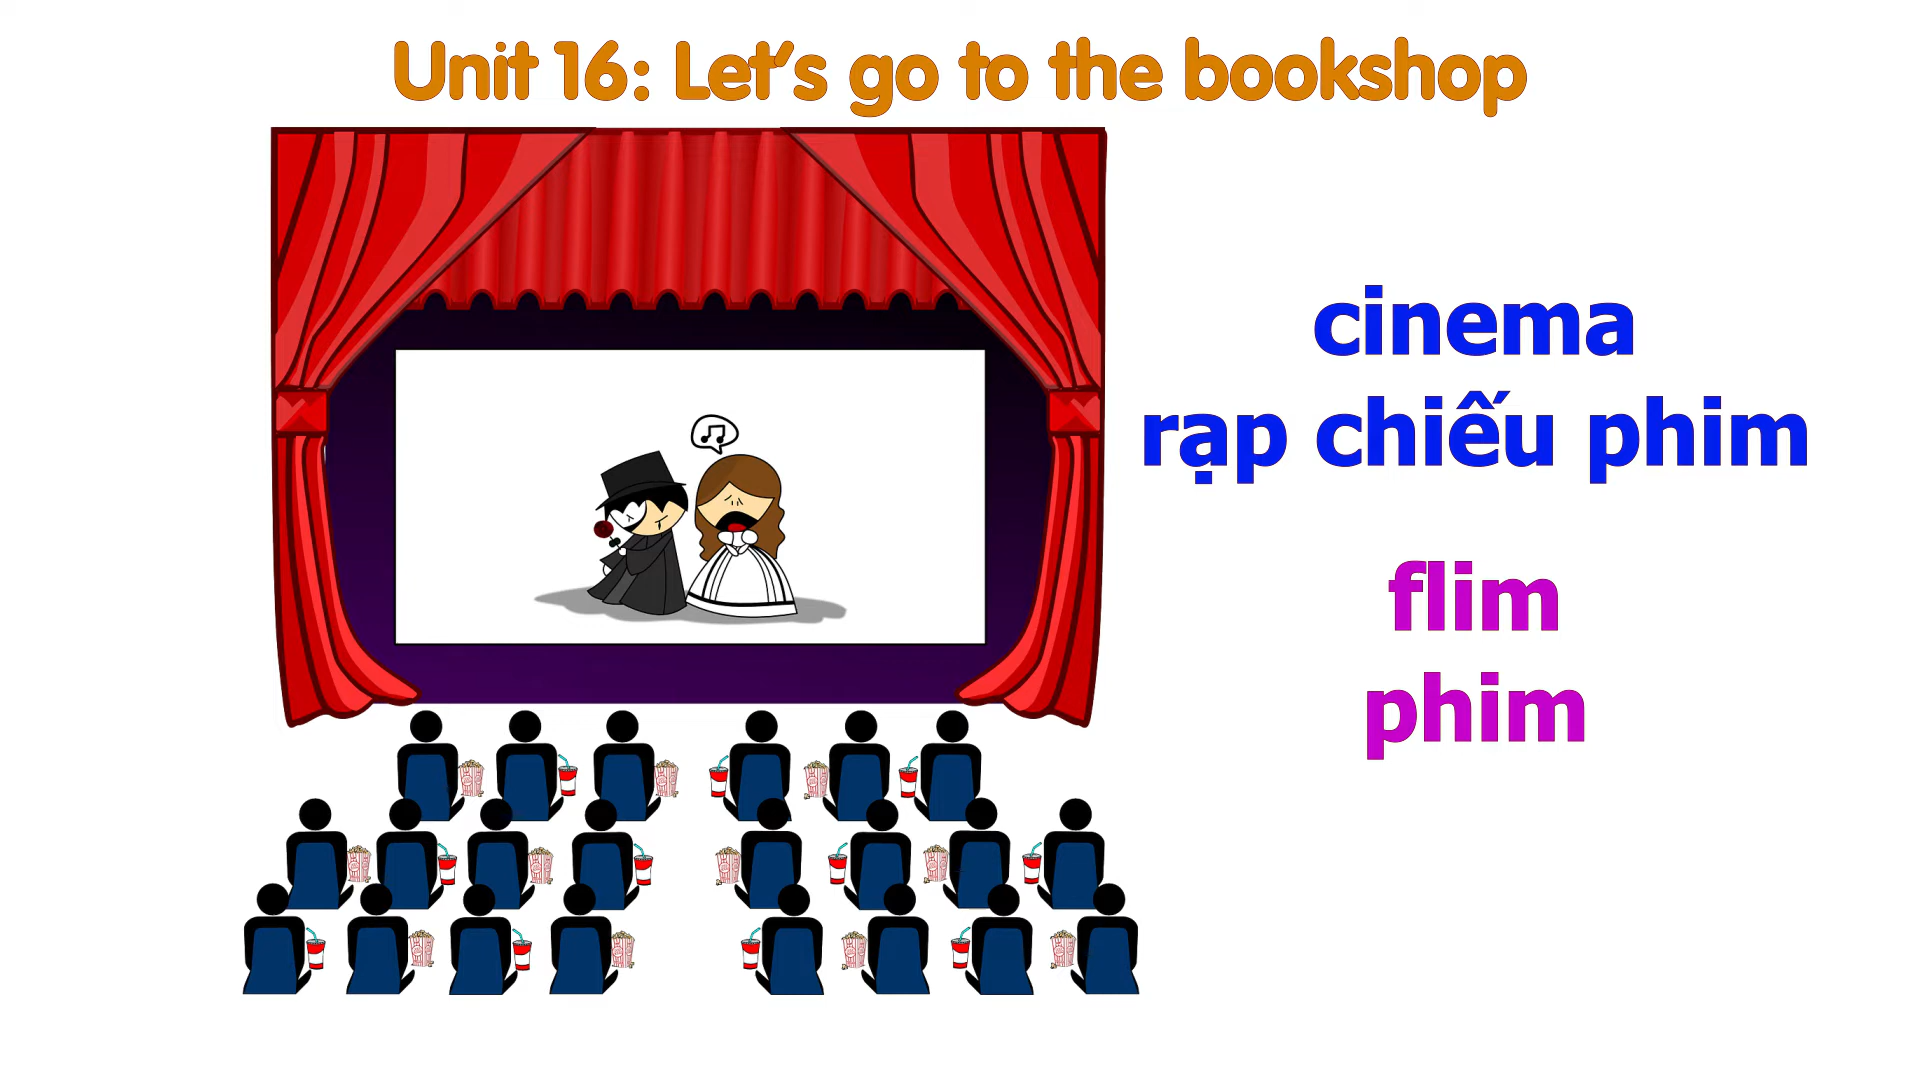 Unit 16: Let's go to the bookshop
cinema
rạp chiếu phim
flim
phim